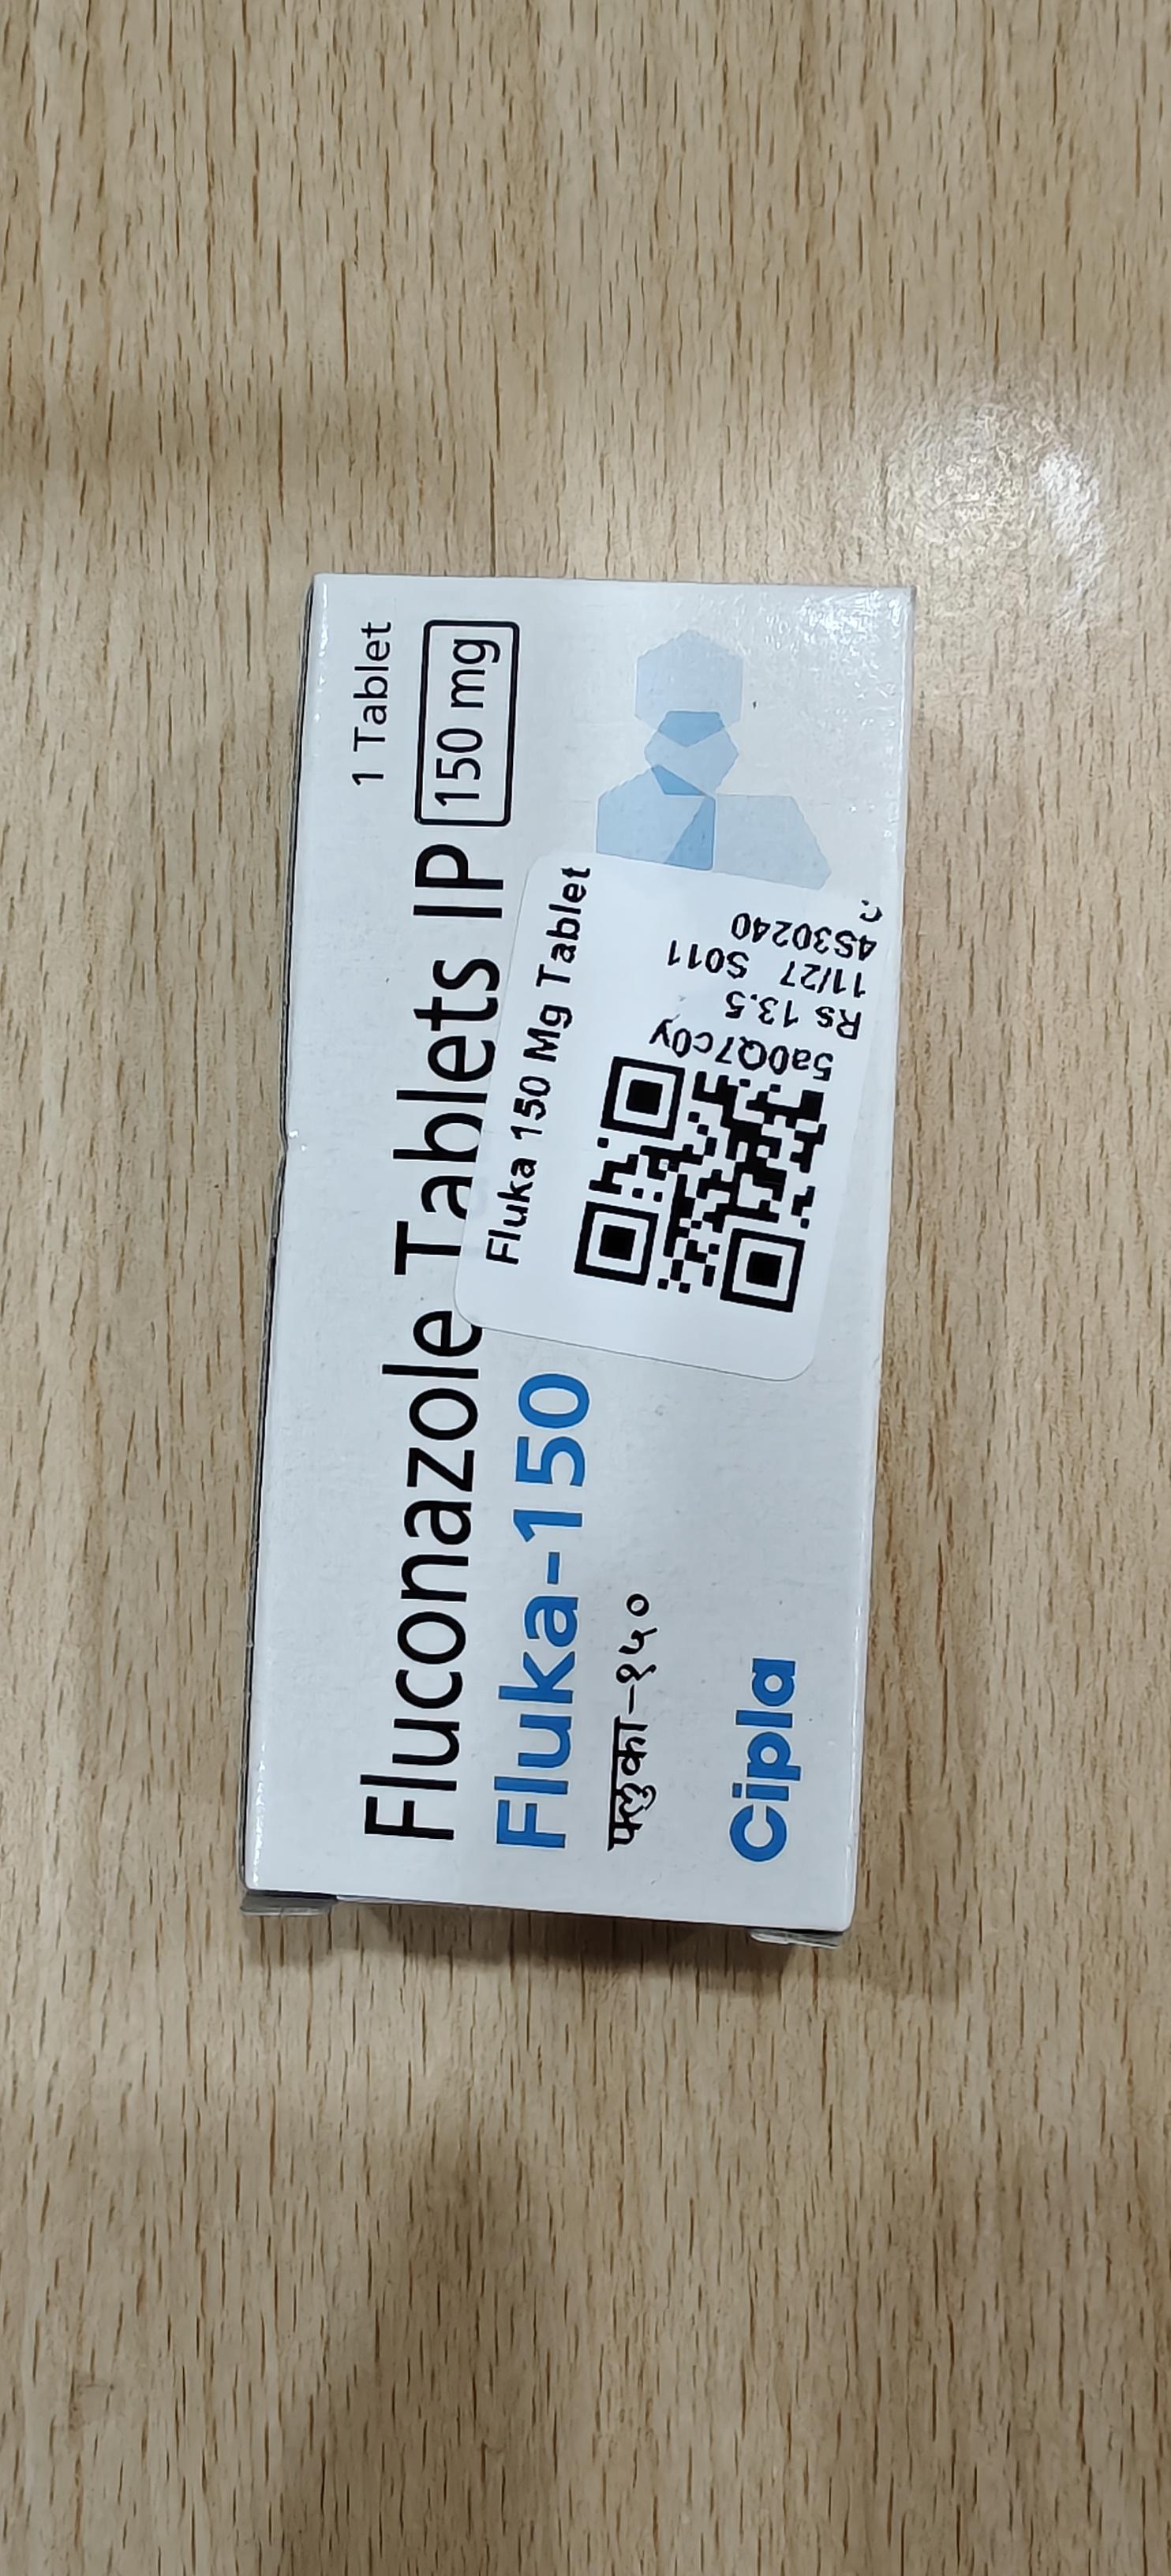 1 Tablet
Fluconazole Tablets IP 150 mg
Fluka-150
फ्लुका-१५०
Cipla
Fluka 150 Mg Tablet
5a0Q7c0y
Rs 13.5
11/27 S011
4S30240